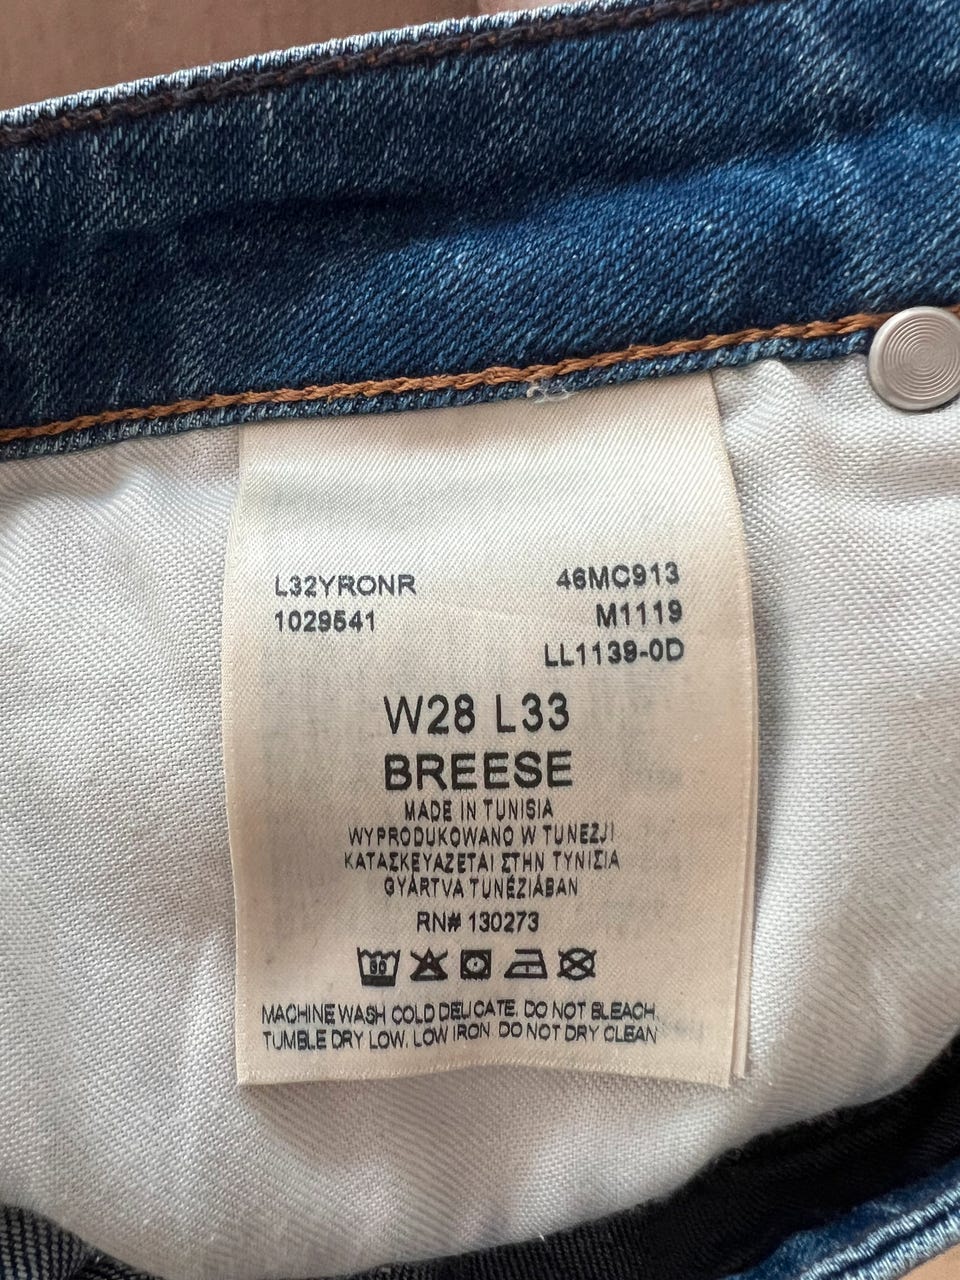 L32YRONR 46MC913
1029541 M1119
LL1139-0D
W28 L33
BREESE
MADE IN TUNISIA
WYPRODUKOWANO W TUNEZJI
ΚΑΤΑΣΚΕΥΑΖΕΤΑΙ ΣΤΗΝ ΤΥΝΙΣΙΑ
GYÁRTVA TUNÉZIÁBAN
RN# 130273
30
MACHINE WASH COLD DELICATE. DO NOT BLEACH.
TUMBLE DRY LOW. LOW IRON. DO NOT DRY CLEAN